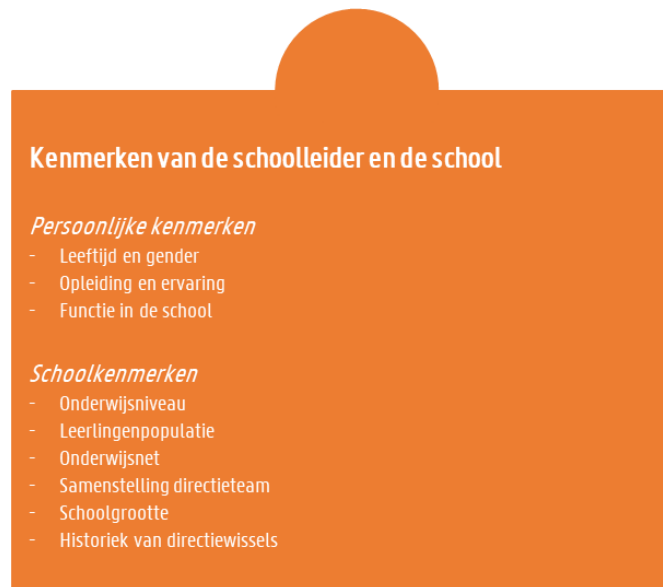 Kenmerken van de schoolleider en de school
Persoonlijke kenmerken
- Leeftijd en gender
- Opleiding en ervaring
- Functie in de school
Schoolkenmerken
- Onderwijsniveau
- Leerlingenpopulatie
- Onderwijsnet
- Samenstelling directieteam
- Schoolgrootte
- Historiek van directiewissels